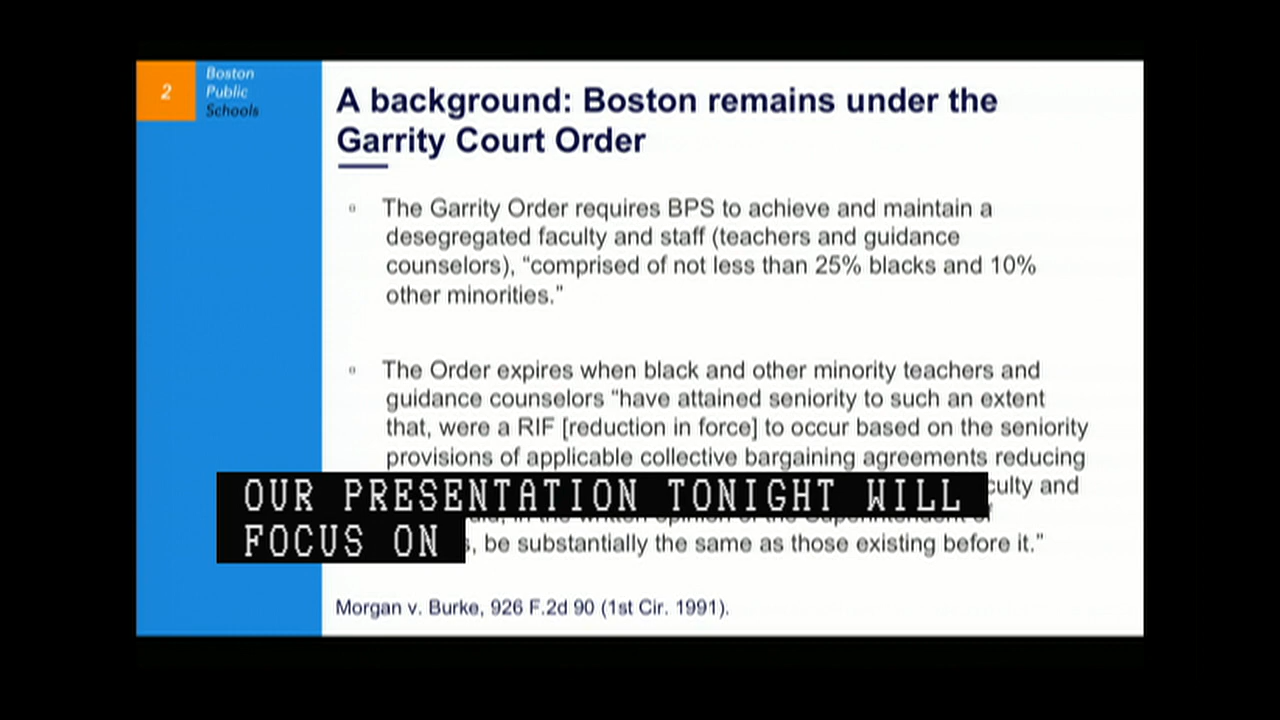 2
Boston
Public
Schools
A background: Boston remains under the
Garrity Court Order
The Garrity Order requires BPS to achieve and maintain a
desegregated faculty and staff (teachers and guidance
counselors), “comprised of not less than 25% blacks and 10%
other minorities.”
The Order expires when black and other minority teachers and
guidance counselors “have attained seniority to such an extent
that, were a RIF [reduction in force] to occur based on the seniority
provisions of applicable collective bargaining agreements reducing
and
OUR PRESENTATION TONIGHT WILL
FOCUS ON
be substantially the same as those existing before it.”
Morgan v. Burke, 926 F.2d 90 (1st Cir. 1991).